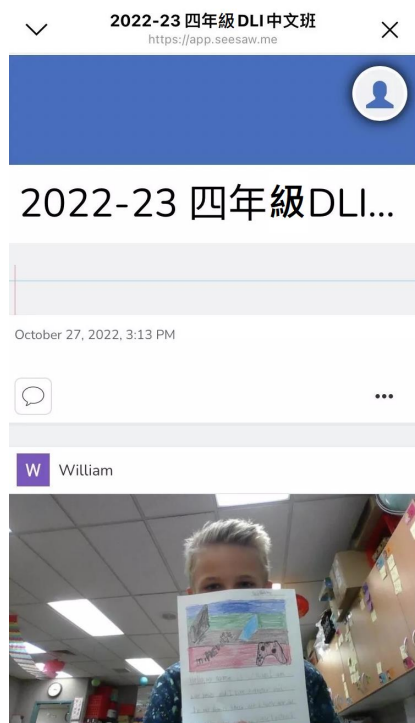 2022-23 四年級DLI中文班
https://app.seesaw.me
2022-23 四年級DLI...
October 27, 2022, 3:13 PM
W William